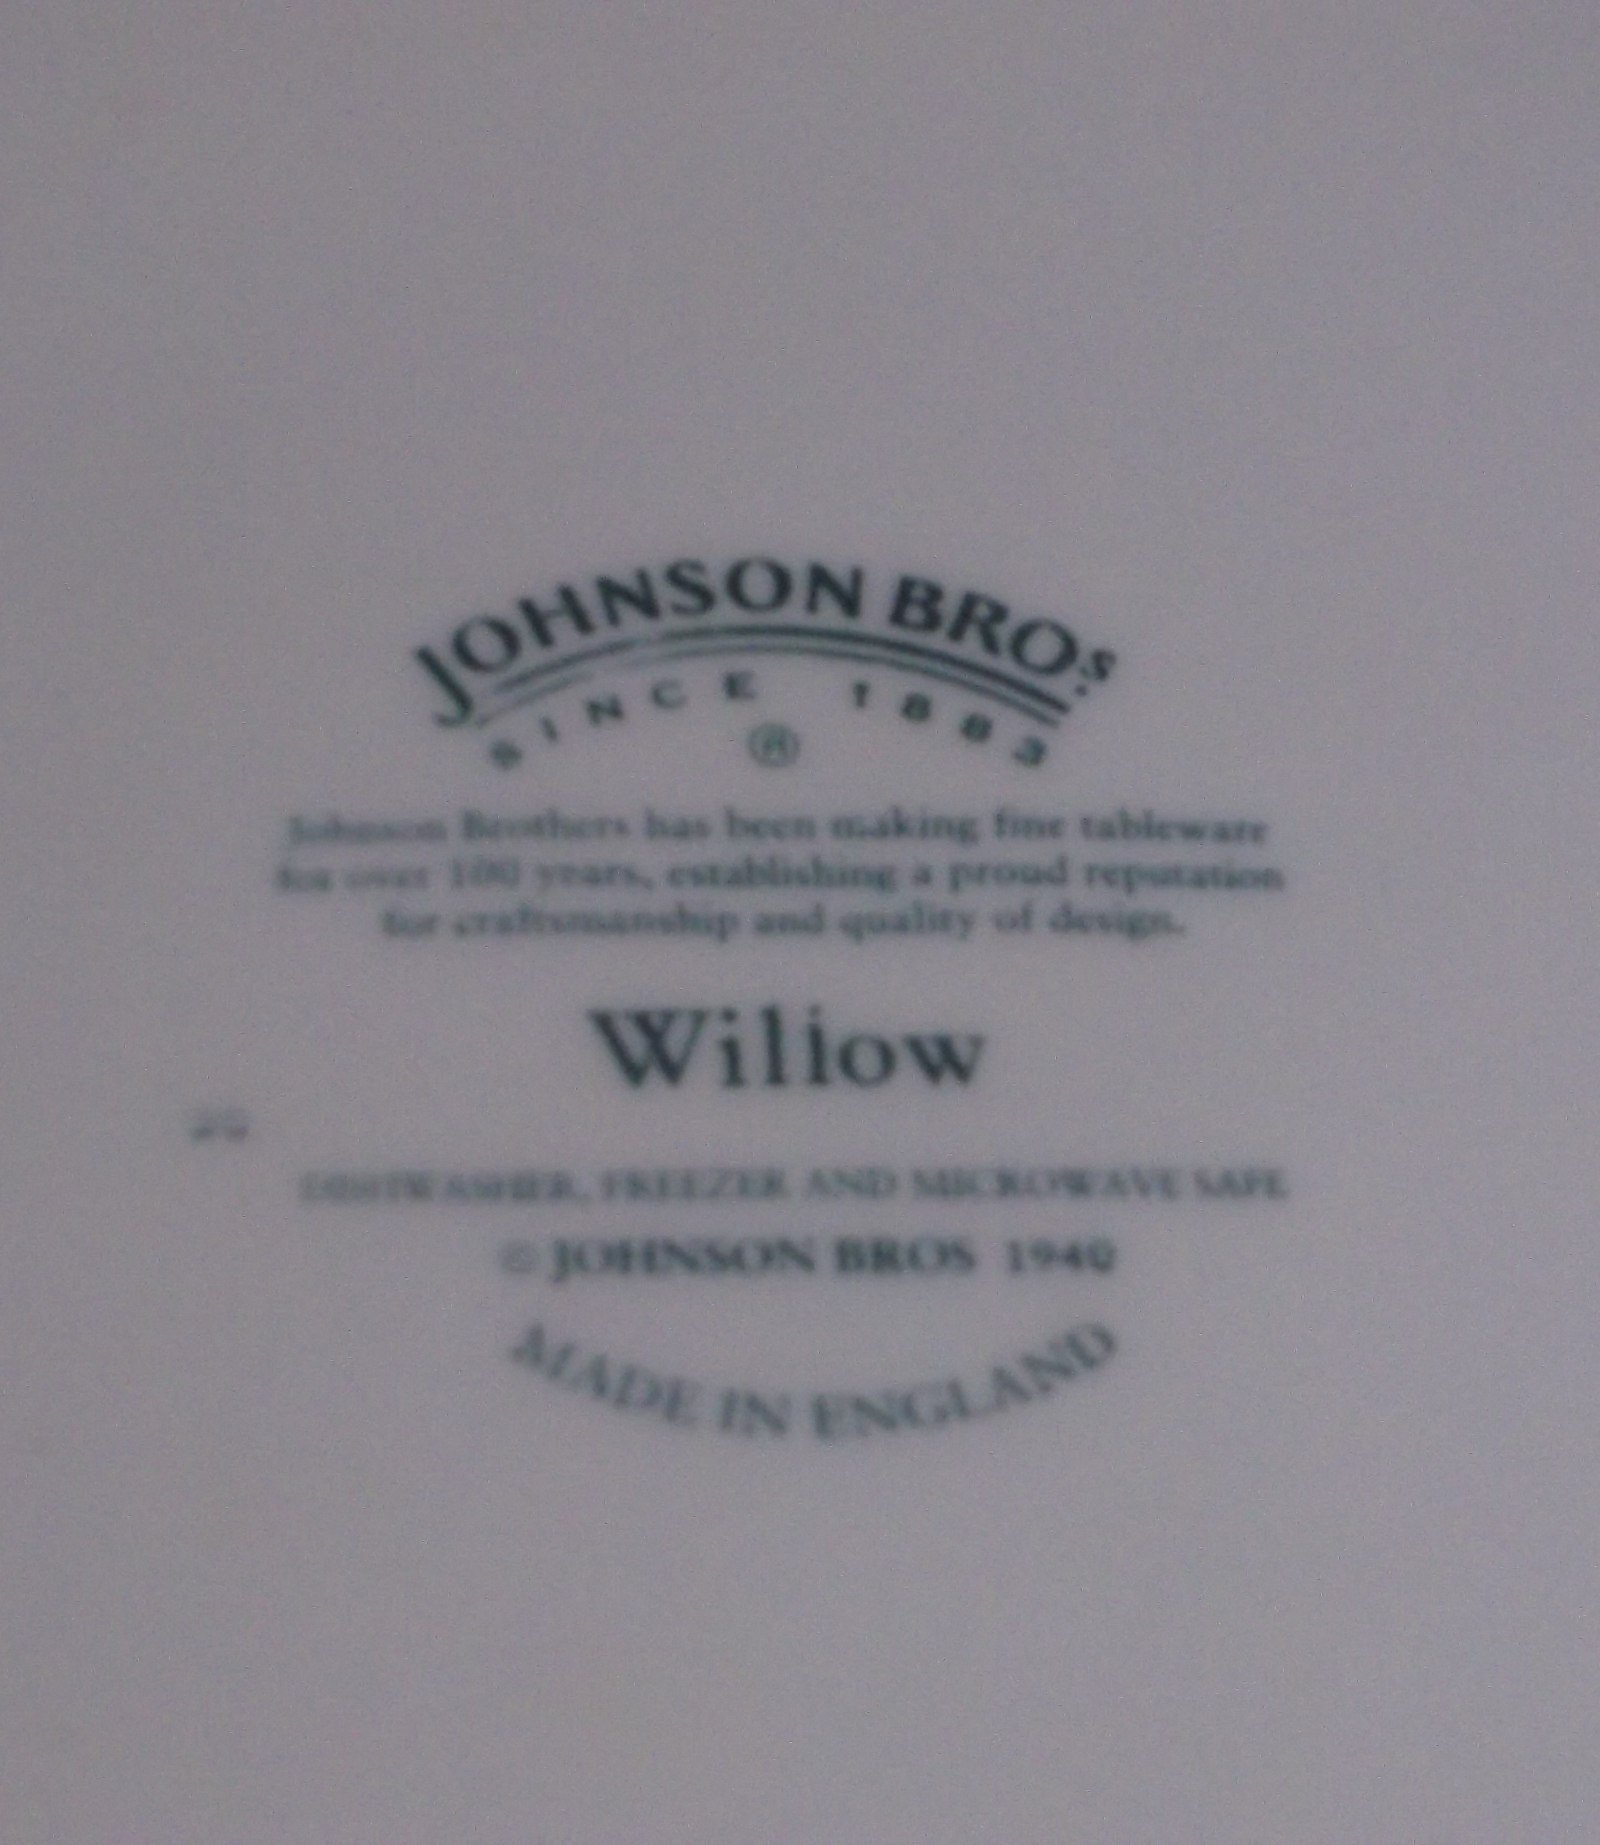 JOHNSON BROS.
SINCE 1883
®
Johnson Brothers has been making fine tableware
for over 100 years, establishing a proud reputation
for craftsmanship and quality of design.
Willow
DISHWASHER, FREEZER AND MICROWAVE SAFE
© JOHNSON BROS 1940
MADE IN ENGLAND